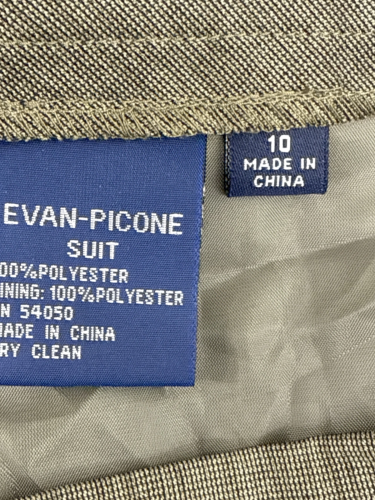 EVAN-PICONE
SUIT
00%POLYESTER
INING: 100%POLYESTER
N 54050
ADE IN CHINA
RY CLEAN
10
MADE IN
CHINA